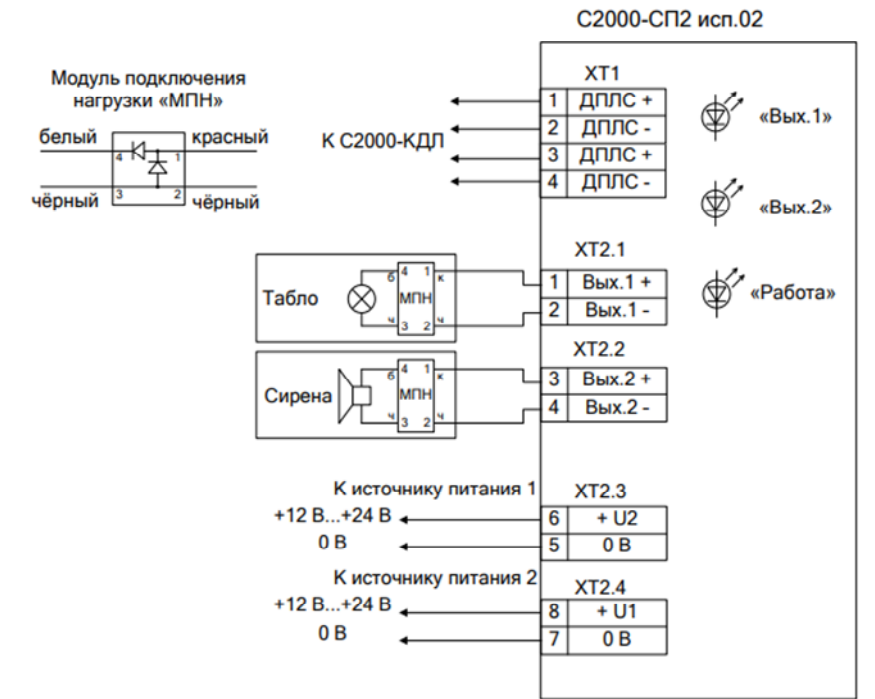 С2000-СП2 исп.02
Модуль подключения
нагрузки «МПН»
белый
красный
4
1
3
2
чёрный
чёрный
К С2000-КДЛ
XT1
1 ДПЛС +
2 ДПЛС -
3 ДПЛС +
4 ДПЛС -
«Вых.1»
«Вых.2»
«Работа»
XT2.1
1 Вых.1 +
2 Вых.1 -
Табло
б 4 1 к
МПН
ч 3 2 ч
XT2.2
3 Вых.2 +
4 Вых.2 -
Сирена
б 4 1 к
МПН
ч 3 2 ч
К источнику питания 1
+12 В...+24 В
0 В
XT2.3
6 + U2
5 0 В
К источнику питания 2
+12 В...+24 В
0 В
XT2.4
8 + U1
7 0 В